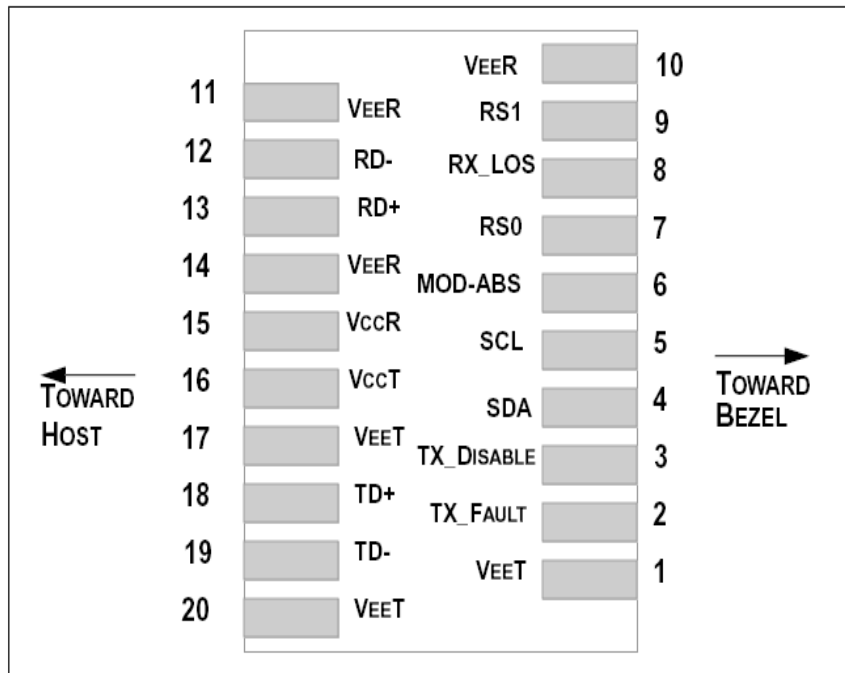 VEER 10
11 VEER
RS1 9
12 RD-
RX_LOS 8
13 RD+
RS0 7
14 VEER
MOD-ABS 6
15 VCCR
SCL 5
16 VCCT
TOWARD
HOST
TOWARD
BEZEL
SDA 4
17 VEET
TX_DISABLE 3
18 TD+
TX_FAULT 2
19 TD-
VEET 1
20 VEET